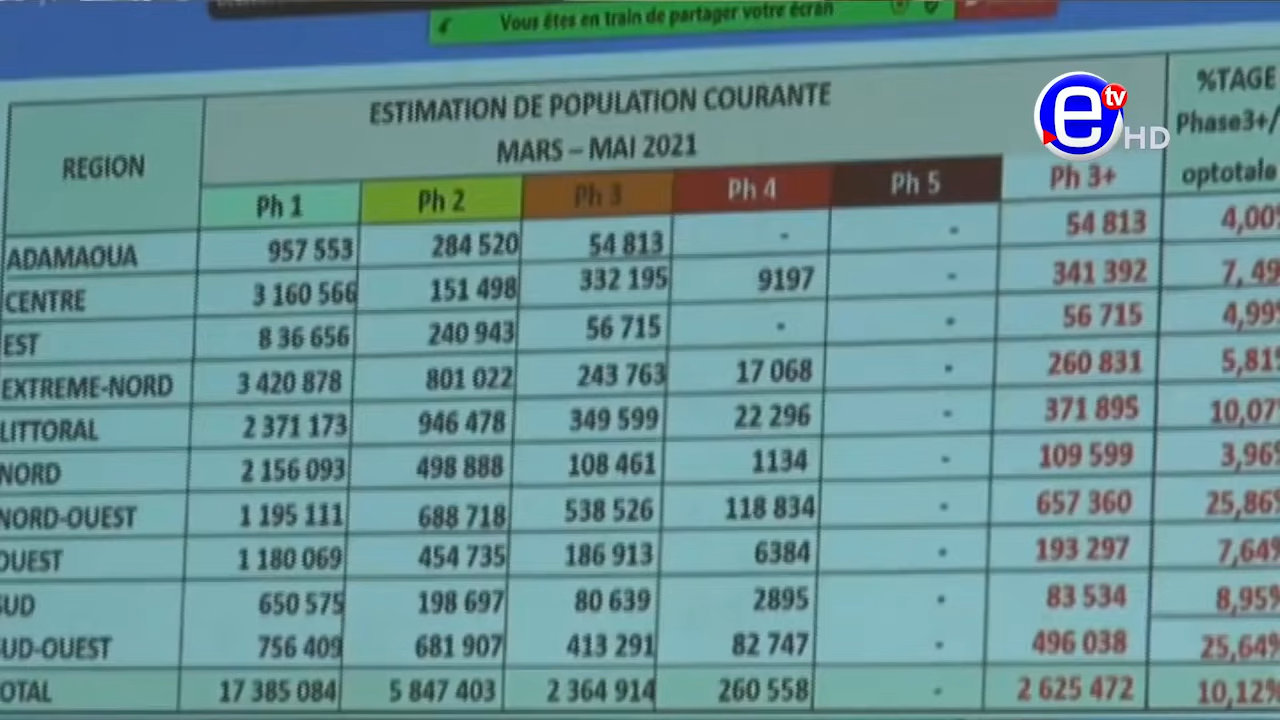 Vous êtes en train de partager votre écran
REGION
ESTIMATION DE POPULATION COURANTE
MARS – MAI 2021
%TAGE
Phase3+/
optotale
Ph 1 Ph 2 Ph 3 Ph 4 Ph 5 Ph 3+
e tv HD
ADAMAOUA 957 553 284 520 54 813 - - 54 813 4,00%
CENTRE 3 160 566 151 498 332 195 9197 - 341 392 7, 49
EST 8 36 656 240 943 56 715 - - 56 715 4,99%
EXTREME-NORD 3 420 878 801 022 243 763 17 068 - 260 831 5,81%
LITTORAL 2 371 173 946 478 349 599 22 296 - 371 895 10,07%
NORD 2 156 093 498 888 108 461 1134 - 109 599 3,96%
NORD-OUEST 1 195 111 688 718 538 526 118 834 - 657 360 25,86%
OUEST 1 180 069 454 735 186 913 6384 - 193 297 7,64%
SUD 650 575 198 697 80 639 2895 - 83 534 8,95%
UD-OUEST 756 409 681 907 413 291 82 747 - 496 038 25,64%
OTAL 17 385 084 5 847 403 2 364 914 260 558 - 2 625 472 10,12%